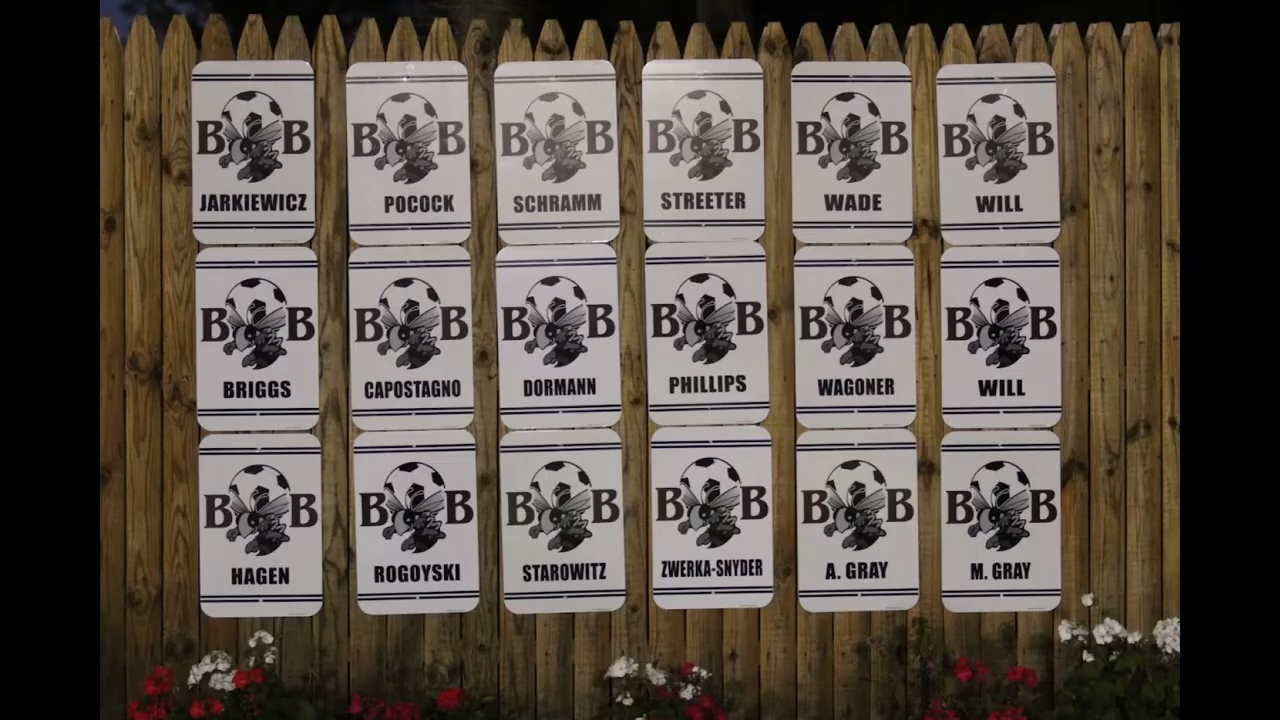 B B
JARKIEWICZ
B B
POCOCK
B B
SCHRAMM
B B
STREETER
B B
WADE
B B
WILL
B B
BRIGGS
B B
CAPOSTAGNO
B B
DORMANN
B B
PHILLIPS
B B
WAGONER
B B
WILL
B B
HAGEN
B B
ROGOYSKI
B B
STAROWITZ
B B
ZWERKA-SNYDER
B B
A. GRAY
B B
M. GRAY